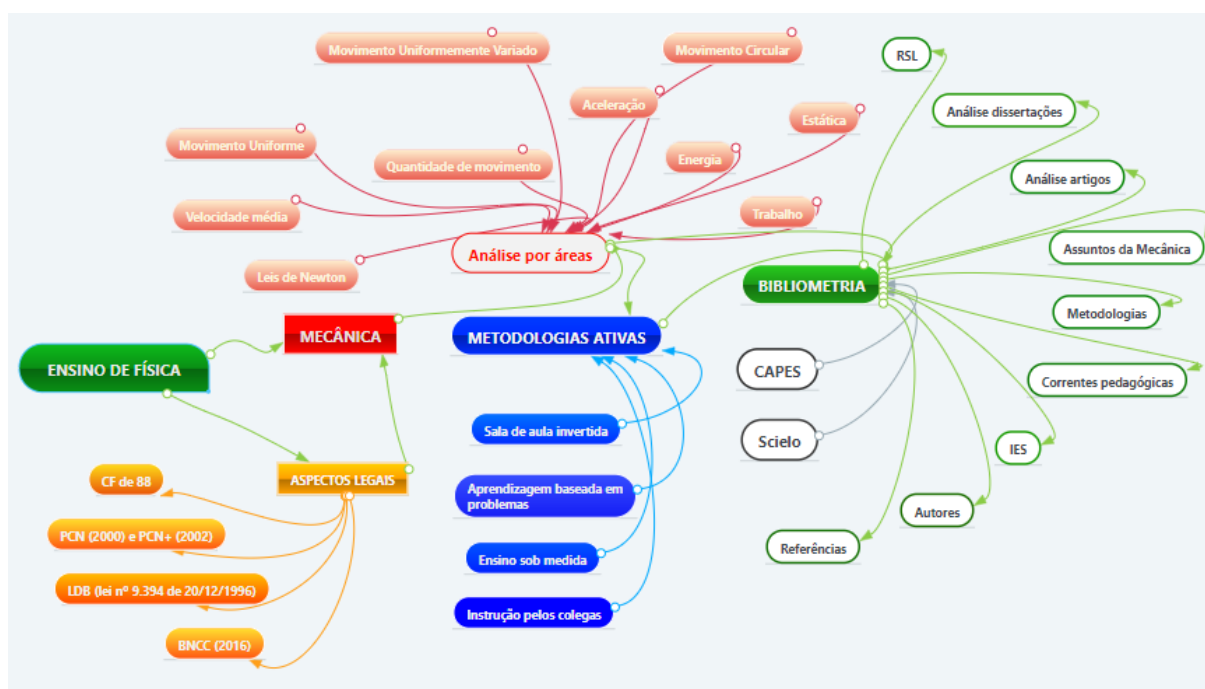 Movimento Uniformemente Variado
Movimento Circular
RSL
Aceleração
Análise dissertações
Estática
Movimento Uniforme
Quantidade de movimento
Energia
Análise artigos
Velocidade média
Trabalho
Análise por áreas
Assuntos da Mecânica
Leis de Newton
BIBLIOMETRIA
Metodologias
MECÂNICA
METODOLOGIAS ATIVAS
ENSINO DE FÍSICA
CAPES
Correntes pedagógicas
Sala de aula invertida
Scielo
IES
CF de 88
ASPECTOS LEGAIS
Aprendizagem baseada em
problemas
Autores
PCN (2000) e PCN+ (2002)
Referências
Ensino sob medida
LDB (lei nº 9.394 de 20/12/1996)
Instrução pelos colegas
BNCC (2016)